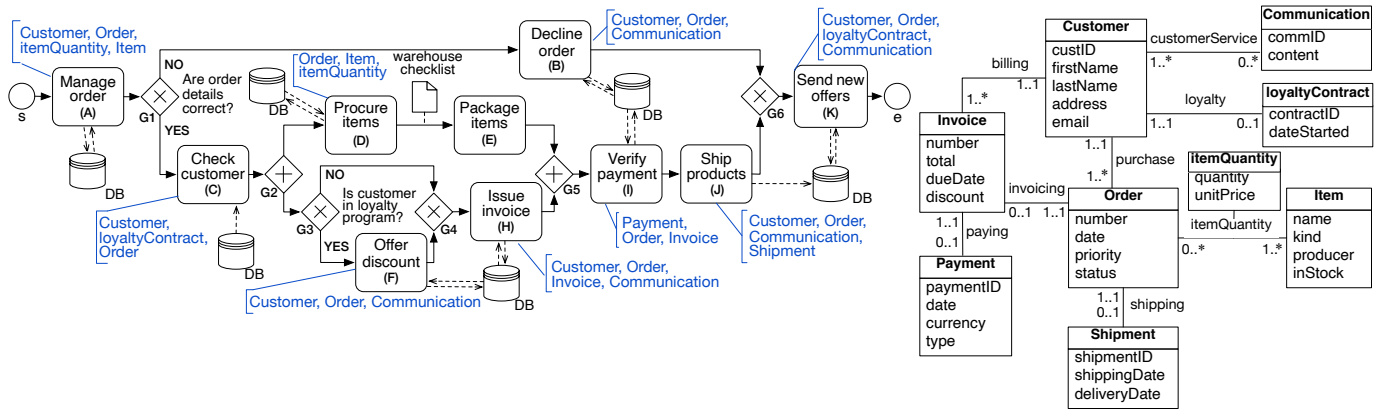 Customer, Order,
itemQuantity, Item
Manage
order
(A)
DB
s
NO
Are order
details
correct?
G1
YES
Check
customer
(C)
Customer,
loyaltyContract,
Order
DB
G2
DB
Order, Item,
itemQuantity
warehouse
checklist
Procure
items
(D)
Package
items
(E)
NO
Is customer
in loyalty
program?
G3
YES
G4
Offer
discount
(F)
Customer, Order, Communication
Issue
invoice
(H)
DB
Customer, Order,
Invoice, Communication
G5
Decline
order
(B)
Customer, Order,
Communication
DB
Verify
payment
(I)
Payment,
Order, Invoice
Ship
products
(J)
Customer, Order,
Communication,
Shipment
G6
Customer, Order,
loyaltyContract,
Communication
Send new
offers
(K)
DB
e
Customer
custID
firstName
lastName
address
email
customerService
1..*
0..*
Communication
commID
content
loyalty
1..1
0..1
loyaltyContract
contractID
dateStarted
billing
1..1
1..*
Invoice
number
total
dueDate
discount
1..1
purchase
1..*
invoicing
0..1
1..1
Order
number
date
priority
status
itemQuantity
quantity
unitPrice
itemQuantity
0..*
1..*
Item
name
kind
producer
inStock
1..1
paying
0..1
Payment
paymentID
date
currency
type
1..1
0..1
shipping
Shipment
shipmentID
shippingDate
deliveryDate